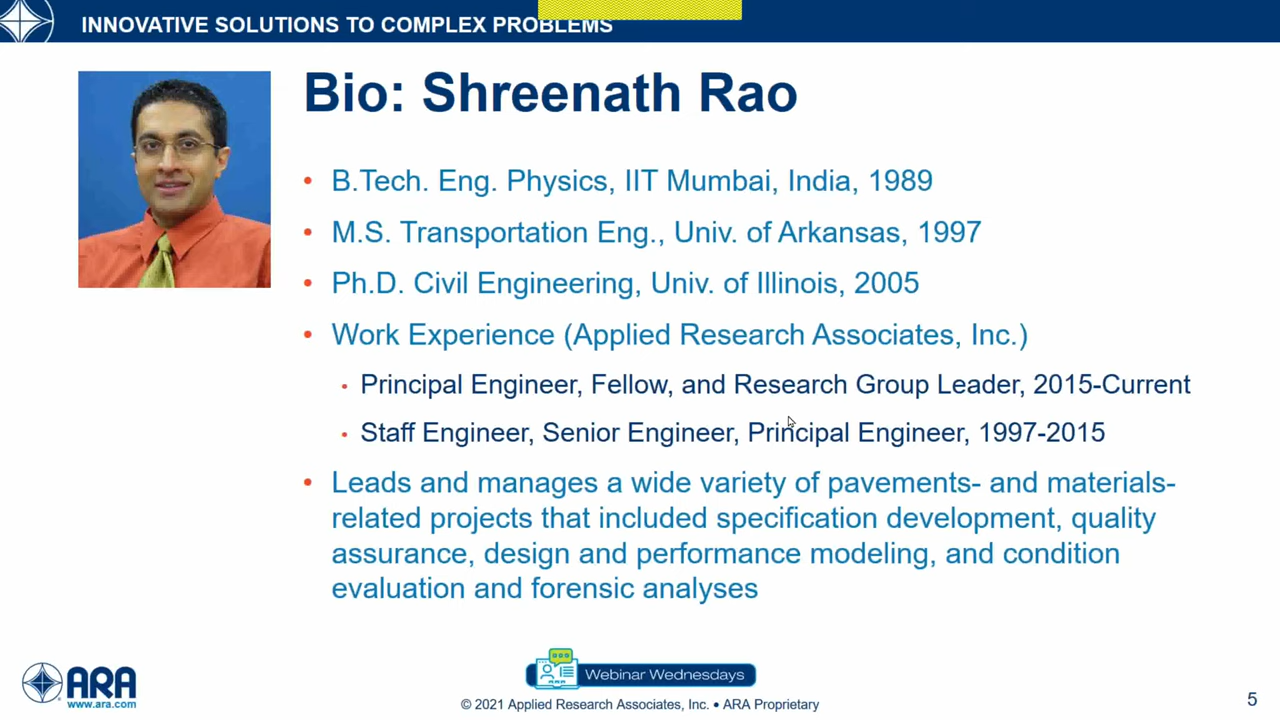 INNOVATIVE SOLUTIONS TO COMPLEX PROBLEMS
Bio: Shreenath Rao
• B.Tech. Eng. Physics, IIT Mumbai, India, 1989
• M.S. Transportation Eng., Univ. of Arkansas, 1997
• Ph.D. Civil Engineering, Univ. of Illinois, 2005
• Work Experience (Applied Research Associates, Inc.)
• Principal Engineer, Fellow, and Research Group Leader, 2015-Current
• Staff Engineer, Senior Engineer, Principal Engineer, 1997-2015
• Leads and manages a wide variety of pavements- and materials-
related projects that included specification development, quality
assurance, design and performance modeling, and condition
evaluation and forensic analyses
ARA
www.ara.com
Webinar Wednesdays
© 2021 Applied Research Associates, Inc. • ARA Proprietary
5